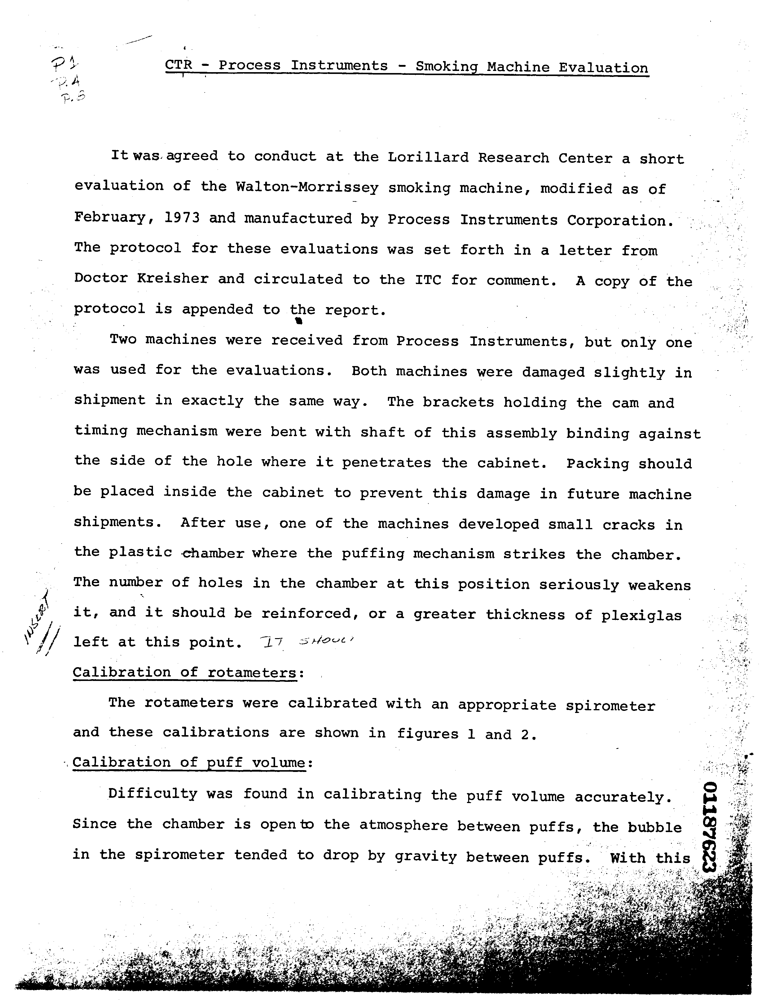 P1
P.4
P.5
CTR - Process Instruments - Smoking Machine Evaluation
It was agreed to conduct at the Lorillard Research Center a short
evaluation of the Walton-Morrissey smoking machine, modified as of
February, 1973 and manufactured by Process Instruments Corporation.
The protocol for these evaluations was set forth in a letter from
Doctor Kreisher and circulated to the ITC for comment. A copy of the
protocol is appended to the report.
Two machines were received from Process Instruments, but only one
was used for the evaluations. Both machines were damaged slightly in
shipment in exactly the same way. The brackets holding the cam and
timing mechanism were bent with shaft of this assembly binding against
the side of the hole where it penetrates the cabinet. Packing should
be placed inside the cabinet to prevent this damage in future machine
shipments. After use, one of the machines developed small cracks in
the plastic chamber where the puffing mechanism strikes the chamber.
The number of holes in the chamber at this position seriously weakens
it, and it should be reinforced, or a greater thickness of plexiglas
INSERT
left at this point. IT SHOUL
Calibration of rotameters:
The rotameters were calibrated with an appropriate spirometer
and these calibrations are shown in figures 1 and 2.
Calibration of puff volume:
Difficulty was found in calibrating the puff volume accurately.
Since the chamber is open to the atmosphere between puffs, the bubble
in the spirometer tended to drop by gravity between puffs. With this
01187623